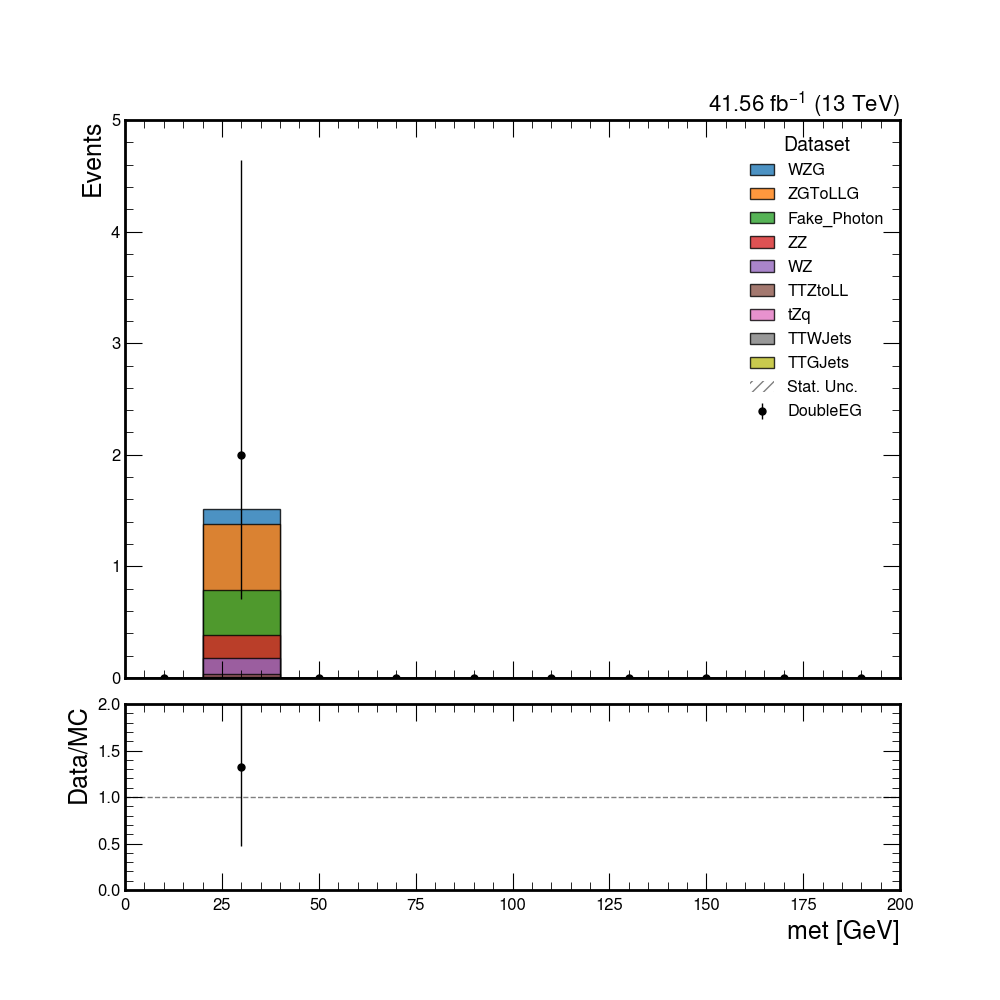 41.56 fb⁻¹ (13 TeV)
Events
5
4
3
2
1
0
Dataset
WZG
ZGToLLG
Fake_Photon
ZZ
WZ
TTZtoLL
tZq
TTWJets
TTGJets
Stat. Unc.
DoubleEG
Data/MC
2.0
1.5
1.0
0.5
0.0
0 25 50 75 100 125 150 175 200
met [GeV]